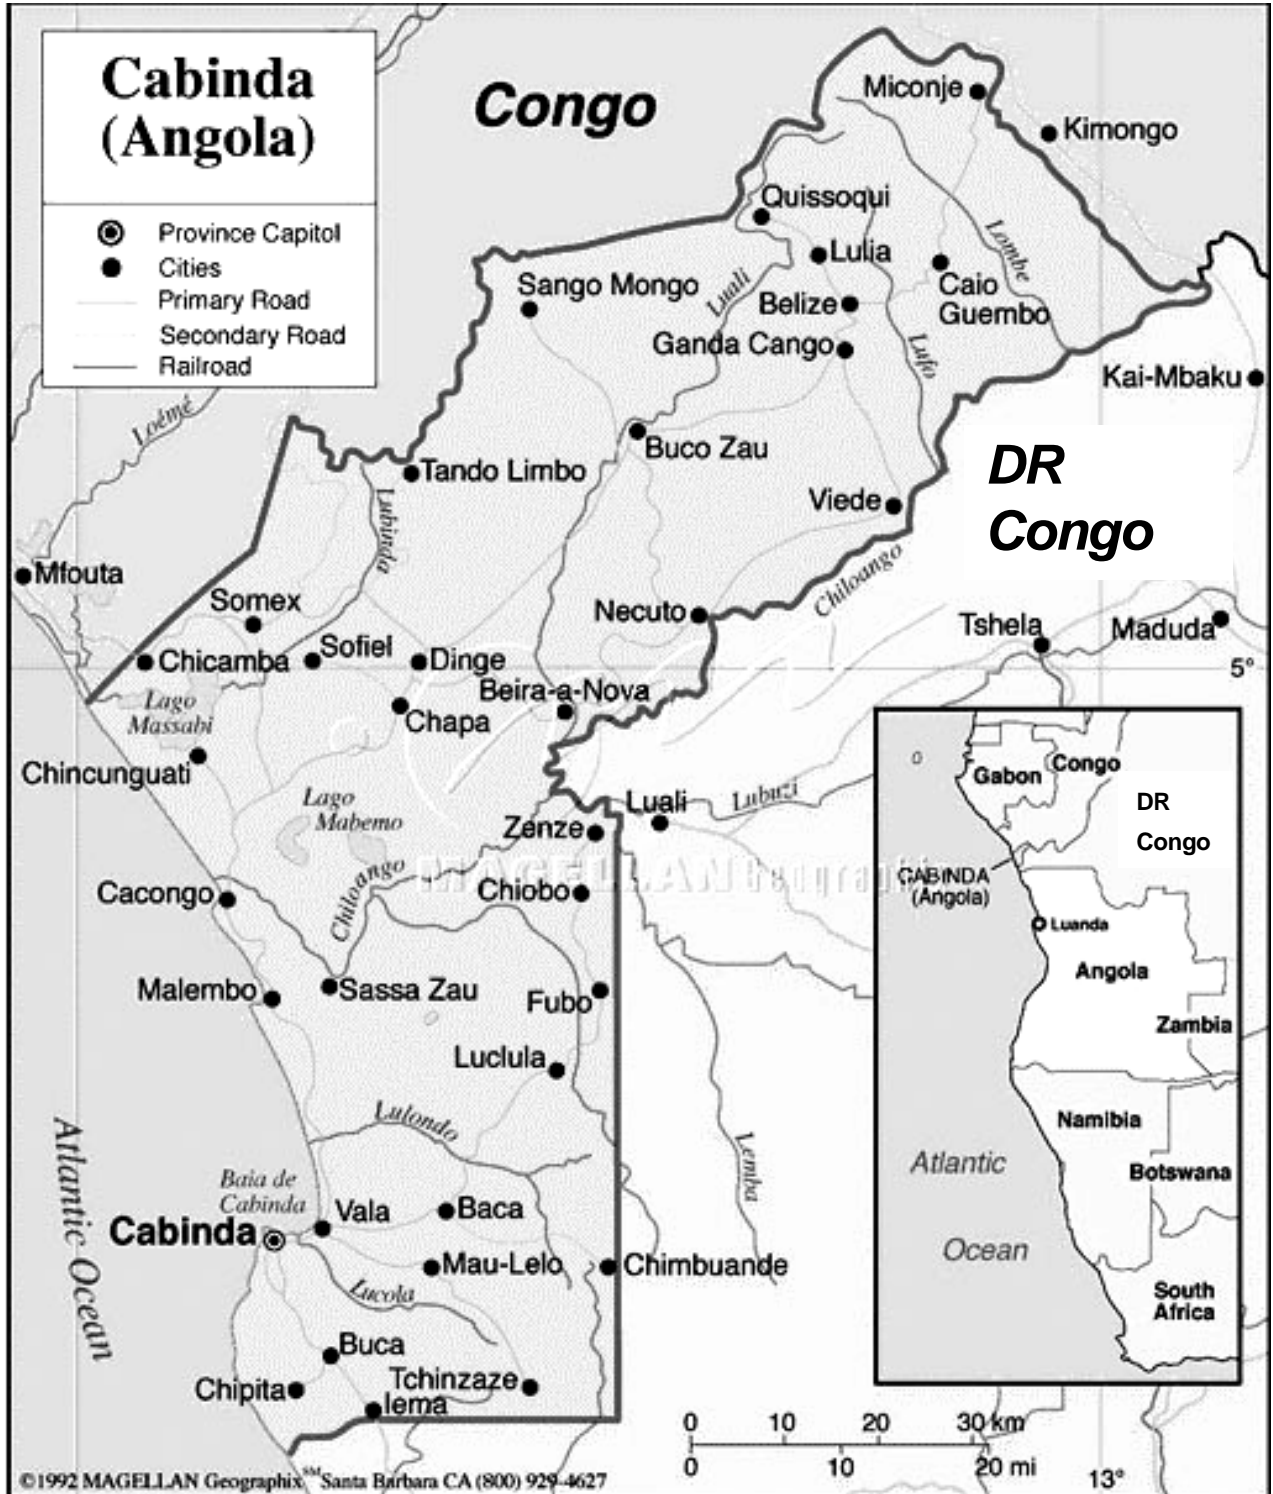 Cabinda
(Angola)
Province Capitol
Cities
Primary Road
Secondary Road
Railroad
Congo
Miconje
Kimongo
Quissoqui
Lulia
Lombe
Sango Mongo
Luali
Belize
Caio
Guembo
Ganda Cango
Lufo
Kai-Mbaku
Loémé
Buco Zau
Tando Limbo
DR
Congo
Lubinda
Viede
Mfouta
Chiloango
Somex
Necuto
Tshela
Maduda
Chicamba
Sofiel
Dinge
5°
Lago
Massabi
Beira-a-Nova
Chapa
Chincunguati
Lago
Mabemo
Luali
Lubuzi
Zenze
MAGELLAN Geographix
Cacongo
Chiloango
Chiobo
Malembo
Sassa Zau
Fubo
Luclula
Lulondo
Lemba
Atlantic Ocean
Baia de
Cabinda
Vala
Baca
Cabinda
Mau-Lelo
Chimbuande
Lucola
Buca
Chipita
Tchinzaze
Iema
Gabon
Congo
DR
Congo
CABINDA
(Angola)
Luanda
Angola
Zambia
Namibia
Botswana
Atlantic
Ocean
South
Africa
0 10 20 30 km
0 10 20 mi
13°
©1992 MAGELLAN Geographix℠ Santa Barbara CA (800) 929-4627